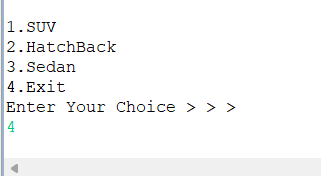 1.SUV
2.HatchBack
3.Sedan
4.Exit
Enter Your Choice > > >
4